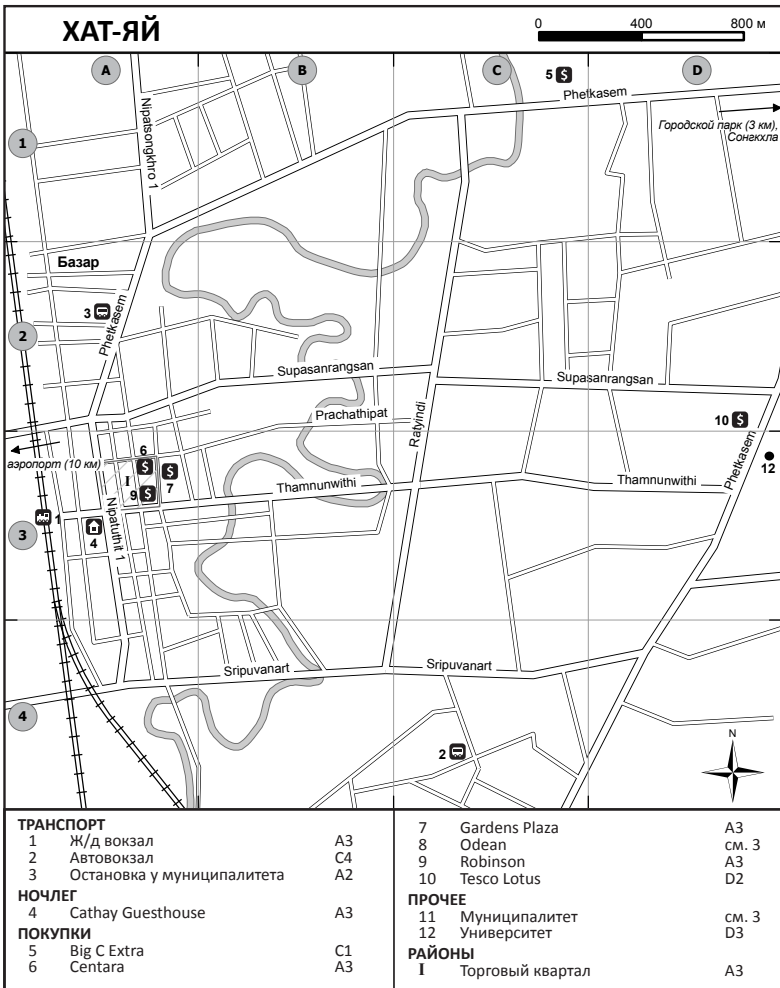 ХАТ-ЯЙ
0 400 800 м
A B C D
5
Phetkasem
Городской парк (3 км),
Сонгкхла
1
Nipatsongkhro 1
Базар
3
Phetkasem
2
Supasanrangsan
Supasanrangsan
Prachathipat
Ratyindi
10
Phetkasem
12
аэропорт (10 км)
6
I
7
9
Thamnunwithi
Thamnunwithi
1
4
Nipatuthit 1
3
Sripuvanart
Sripuvanart
4
2
N
ТРАНСПОРТ
1 Ж/д вокзал A3
2 Автовокзал C4
3 Остановка у муниципалитета A2
НОЧЛЕГ
4 Cathay Guesthouse A3
ПОКУПКИ
5 Big C Extra C1
6 Centara A3
7 Gardens Plaza A3
8 Odean см. 3
9 Robinson A3
10 Tesco Lotus D2
ПРОЧЕЕ
11 Муниципалитет см. 3
12 Университет D3
РАЙОНЫ
I Торговый квартал A3